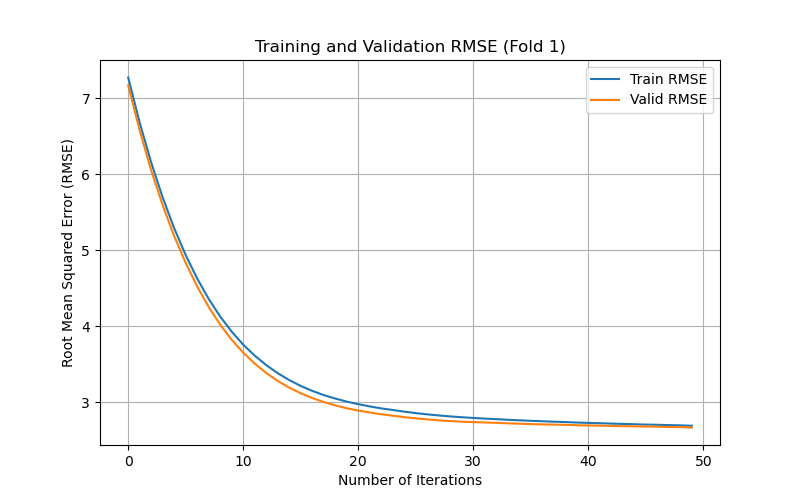 Training and Validation RMSE (Fold 1)
Train RMSE
Valid RMSE
Root Mean Squared Error (RMSE)
7
6
5
4
3
0 10 20 30 40 50
Number of Iterations